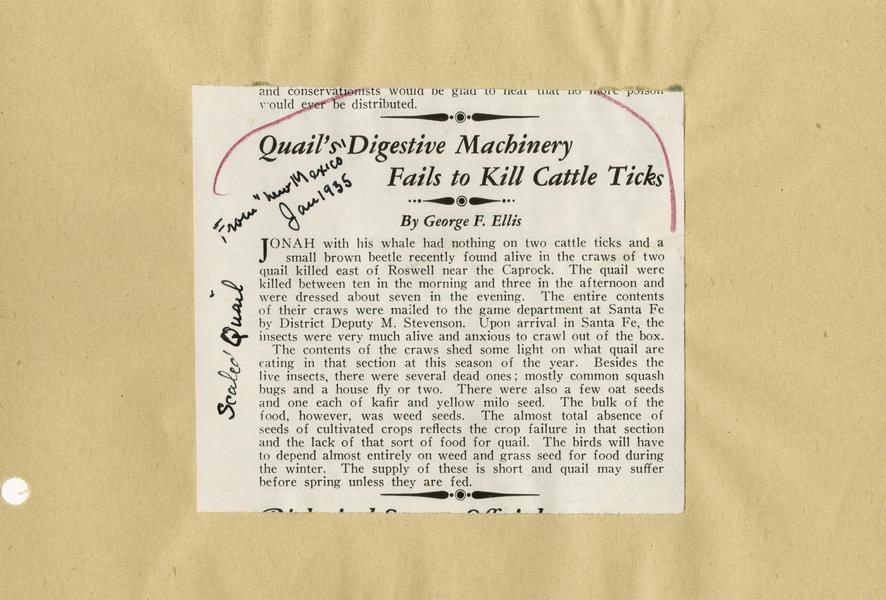 and conservationists would be glad to hear that no more poison
would ever be distributed.
Quail's Digestive Machinery
Fails to Kill Cattle Ticks
From "New Mexico"
Jan 1935
By George F. Ellis
Scaled Quail
JONAH with his whale had nothing on two cattle ticks and a
small brown beetle recently found alive in the craws of two
quail killed east of Roswell near the Caprock. The quail were
killed between ten in the morning and three in the afternoon and
were dressed about seven in the evening. The entire contents
of their craws were mailed to the game department at Santa Fe
by District Deputy M. Stevenson. Upon arrival in Santa Fe, the
insects were very much alive and anxious to crawl out of the box.
The contents of the craws shed some light on what quail are
eating in that section at this season of the year. Besides the
live insects, there were several dead ones; mostly common squash
bugs and a house fly or two. There were also a few oat seeds
and one each of kafir and yellow milo seed. The bulk of the
food, however, was weed seeds. The almost total absence of
seeds of cultivated crops reflects the crop failure in that section
and the lack of that sort of food for quail. The birds will have
to depend almost entirely on weed and grass seed for food during
the winter. The supply of these is short and quail may suffer
before spring unless they are fed.